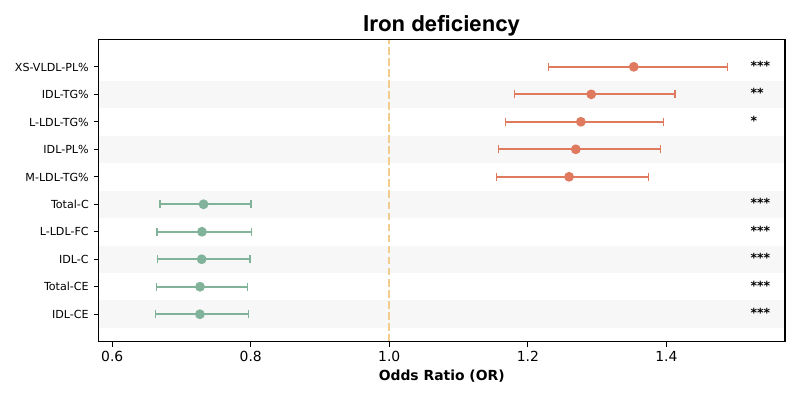 Iron deficiency
XS-VLDL-PL% ***
IDL-TG% **
L-LDL-TG% *
IDL-PL%
M-LDL-TG%
Total-C ***
L-LDL-FC ***
IDL-C ***
Total-CE ***
IDL-CE ***
0.6 0.8 1.0 1.2 1.4
Odds Ratio (OR)